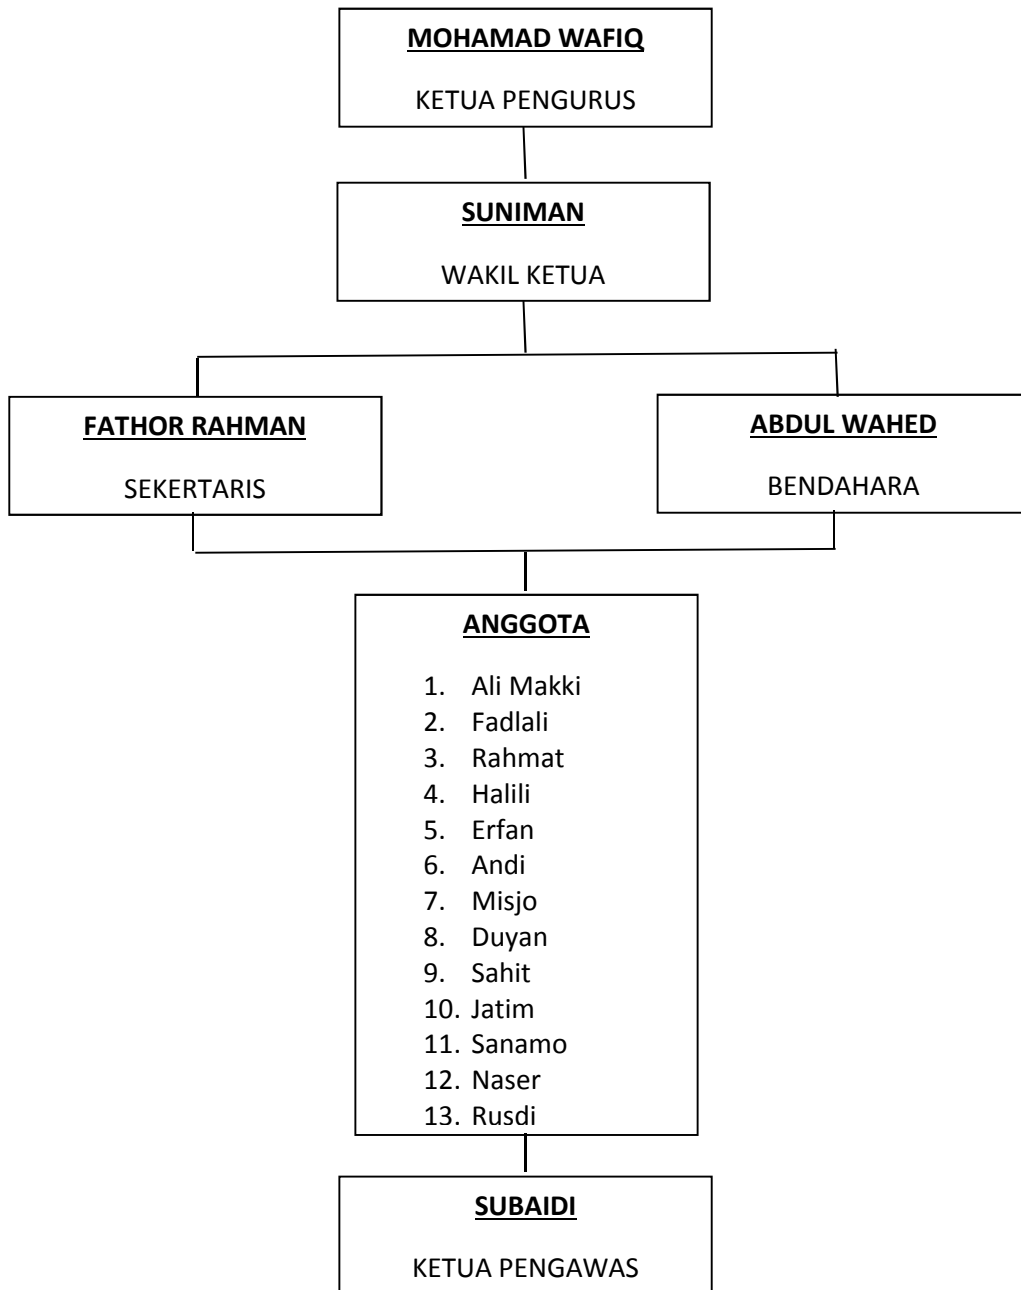 MOHAMAD WAFIQ
KETUA PENGURUS
SUNIMAN
WAKIL KETUA
FATHOR RAHMAN
SEKERTARIS
ABDUL WAHED
BENDAHARA
ANGGOTA
1. Ali Makki
2. Fadlali
3. Rahmat
4. Halili
5. Erfan
6. Andi
7. Misjo
8. Duyan
9. Sahit
10. Jatim
11. Sanamo
12. Naser
13. Rusdi
SUBAIDI
KETUA PENGAWAS